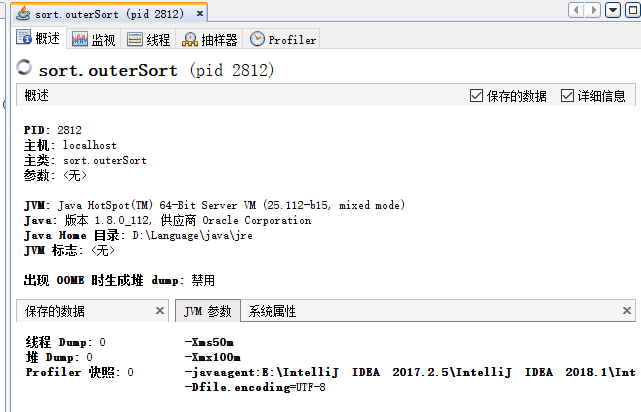 sort.outerSort (pid 2812)
概述 监视 线程 抽样器 Profiler
sort.outerSort (pid 2812)
概述 保存的数据 详细信息
PID: 2812
主机: localhost
主类: sort.outerSort
参数: <无>
JVM: Java HotSpot(TM) 64-Bit Server VM (25.112-b15, mixed mode)
Java: 版本 1.8.0_112, 供应商 Oracle Corporation
Java Home 目录: D:\Language\java\jre
JVM 标志: <无>
出现 OOME 时生成堆 dump: 禁用
保存的数据 JVM 参数 系统属性
线程 Dump: 0 -Xms50m
堆 Dump: 0 -Xmx100m
Profiler 快照: 0 -javaagent:E:\IntelliJ IDEA 2017.2.5\IntelliJ IDEA 2018.1\Int
-Dfile.encoding=UTF-8